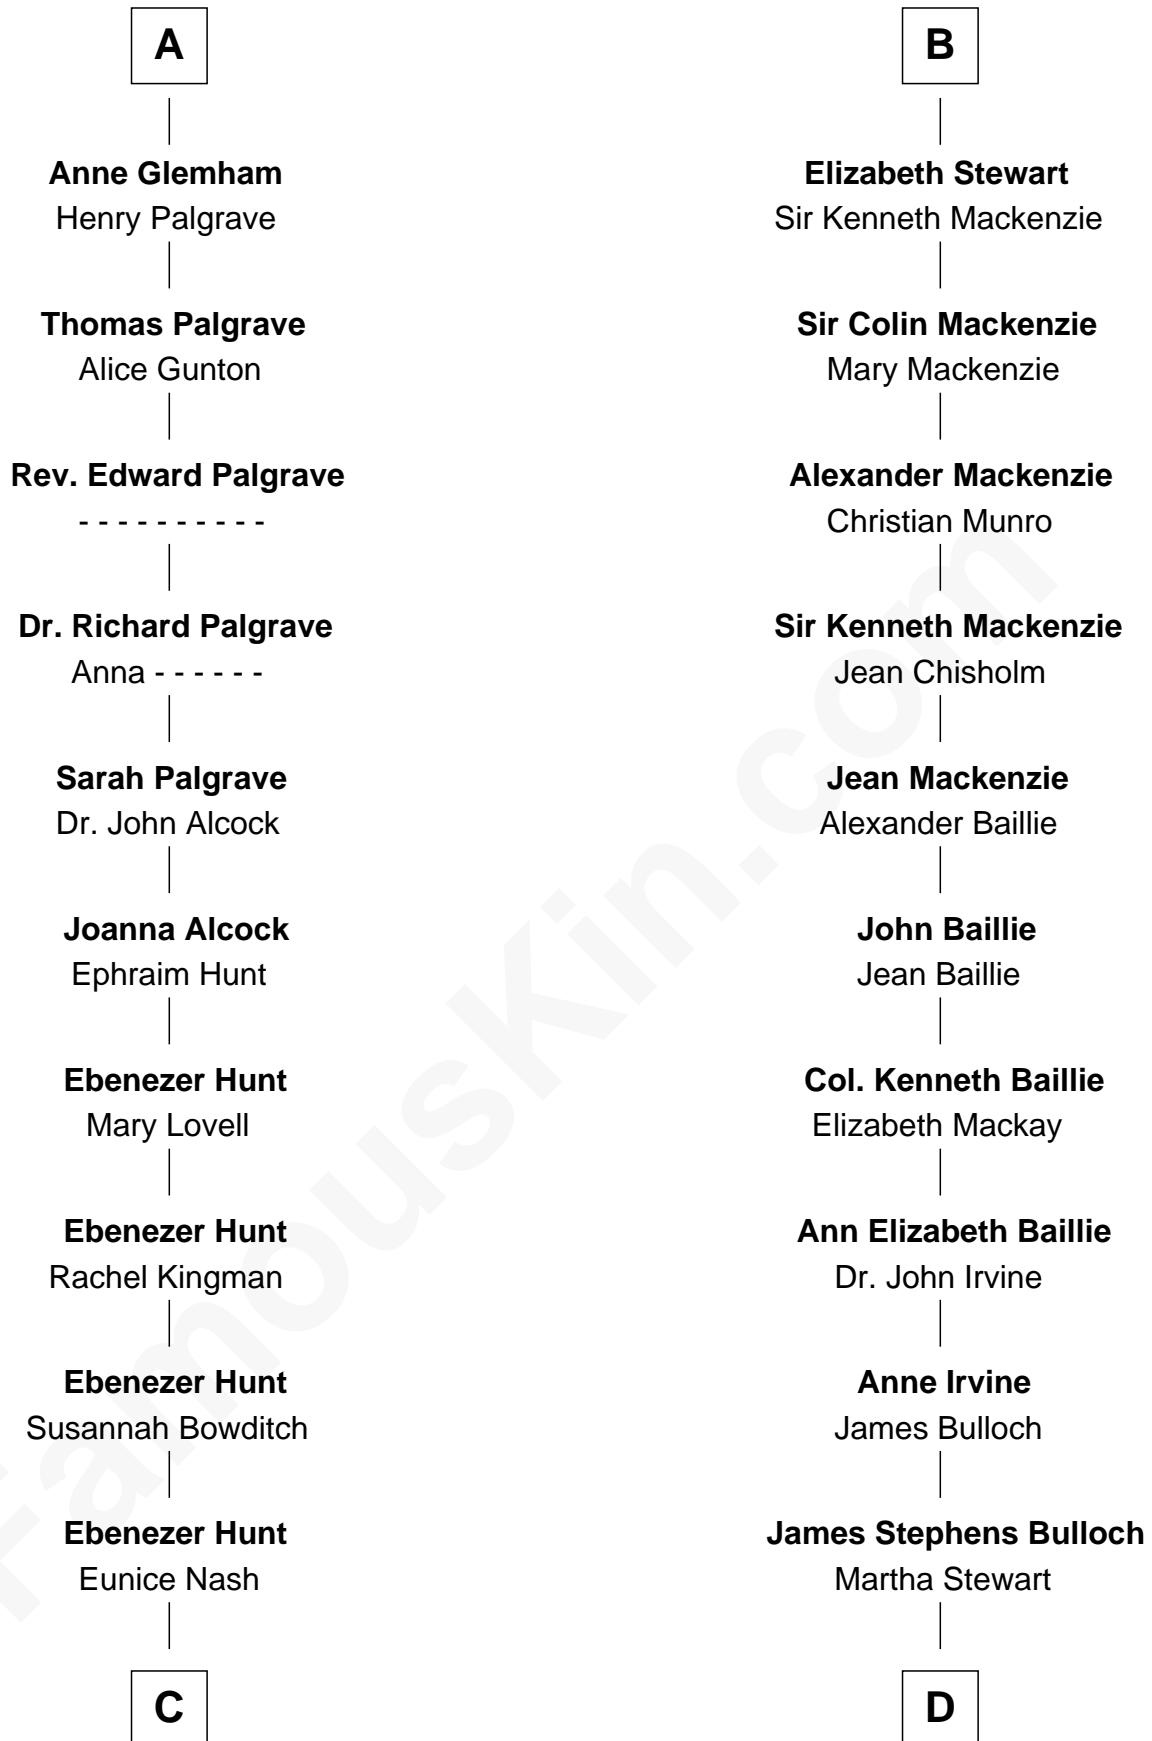 A
Anne Glemham
Henry Palgrave
Thomas Palgrave
Alice Gunton
Rev. Edward Palgrave
- - - - - - - - - -
Dr. Richard Palgrave
Anna - - - - - -
Sarah Palgrave
Dr. John Alcock
Joanna Alcock
Ephraim Hunt
Ebenezer Hunt
Mary Lovell
Ebenezer Hunt
Rachel Kingman
Ebenezer Hunt
Susannah Bowditch
Ebenezer Hunt
Eunice Nash
C
B
Elizabeth Stewart
Sir Kenneth Mackenzie
Sir Colin Mackenzie
Mary Mackenzie
Alexander Mackenzie
Christian Munro
Sir Kenneth Mackenzie
Jean Chisholm
Jean Mackenzie
Alexander Baillie
John Baillie
Jean Baillie
Col. Kenneth Baillie
Elizabeth Mackay
Ann Elizabeth Baillie
Dr. John Irvine
Anne Irvine
James Bulloch
James Stephens Bulloch
Martha Stewart
D
FamousKin.com